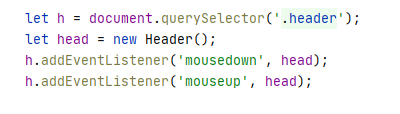 let h = document.querySelector('.header');
let head = new Header();
h.addEventListener('mousedown', head);
h.addEventListener('mouseup', head);